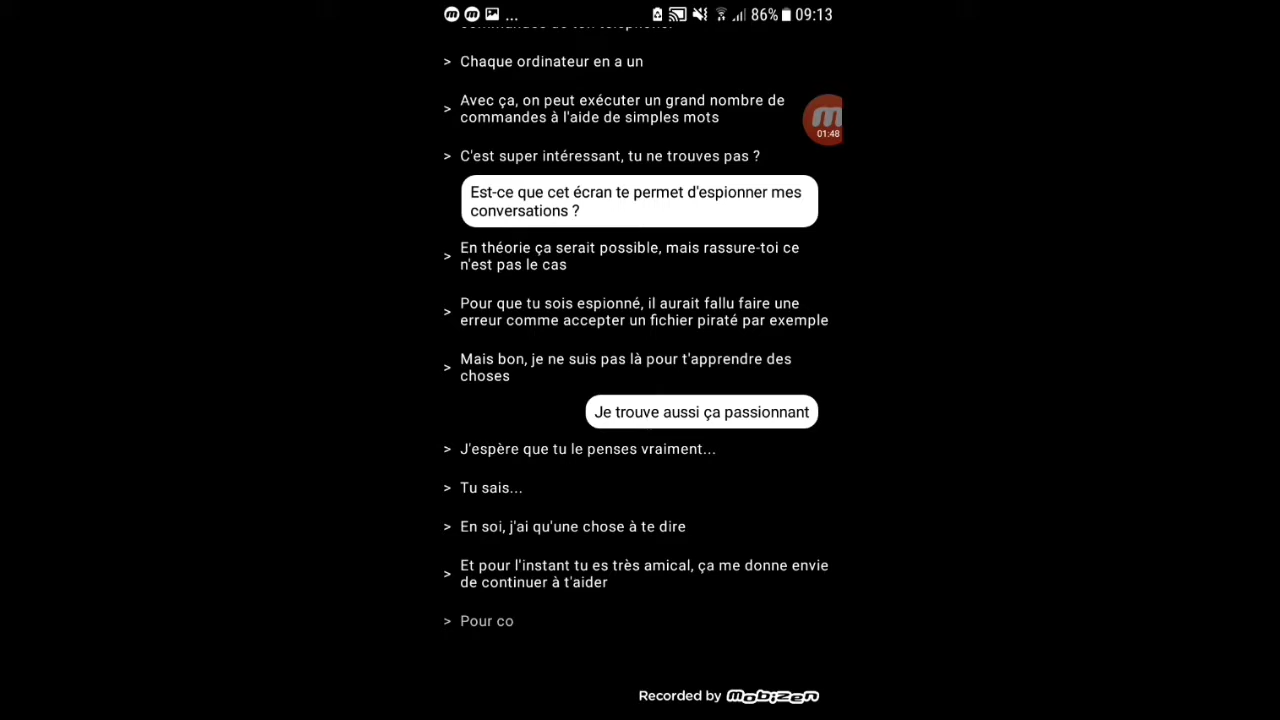 ... 86% 09:13
> Chaque ordinateur en a un
> Avec ça, on peut exécuter un grand nombre de
commandes à l'aide de simples mots
01:48
> C'est super intéressant, tu ne trouves pas ?
Est-ce que cet écran te permet d'espionner mes
conversations ?
> En théorie ça serait possible, mais rassure-toi ce
n'est pas le cas
> Pour que tu sois espionné, il aurait fallu faire une
erreur comme accepter un fichier piraté par exemple
> Mais bon, je ne suis pas là pour t'apprendre des
choses
Je trouve aussi ça passionnant
> J'espère que tu le penses vraiment...
> Tu sais...
> En soi, j'ai qu'une chose à te dire
> Et pour l'instant tu es très amical, ça me donne envie
de continuer à t'aider
> Pour co
Recorded by mobizen